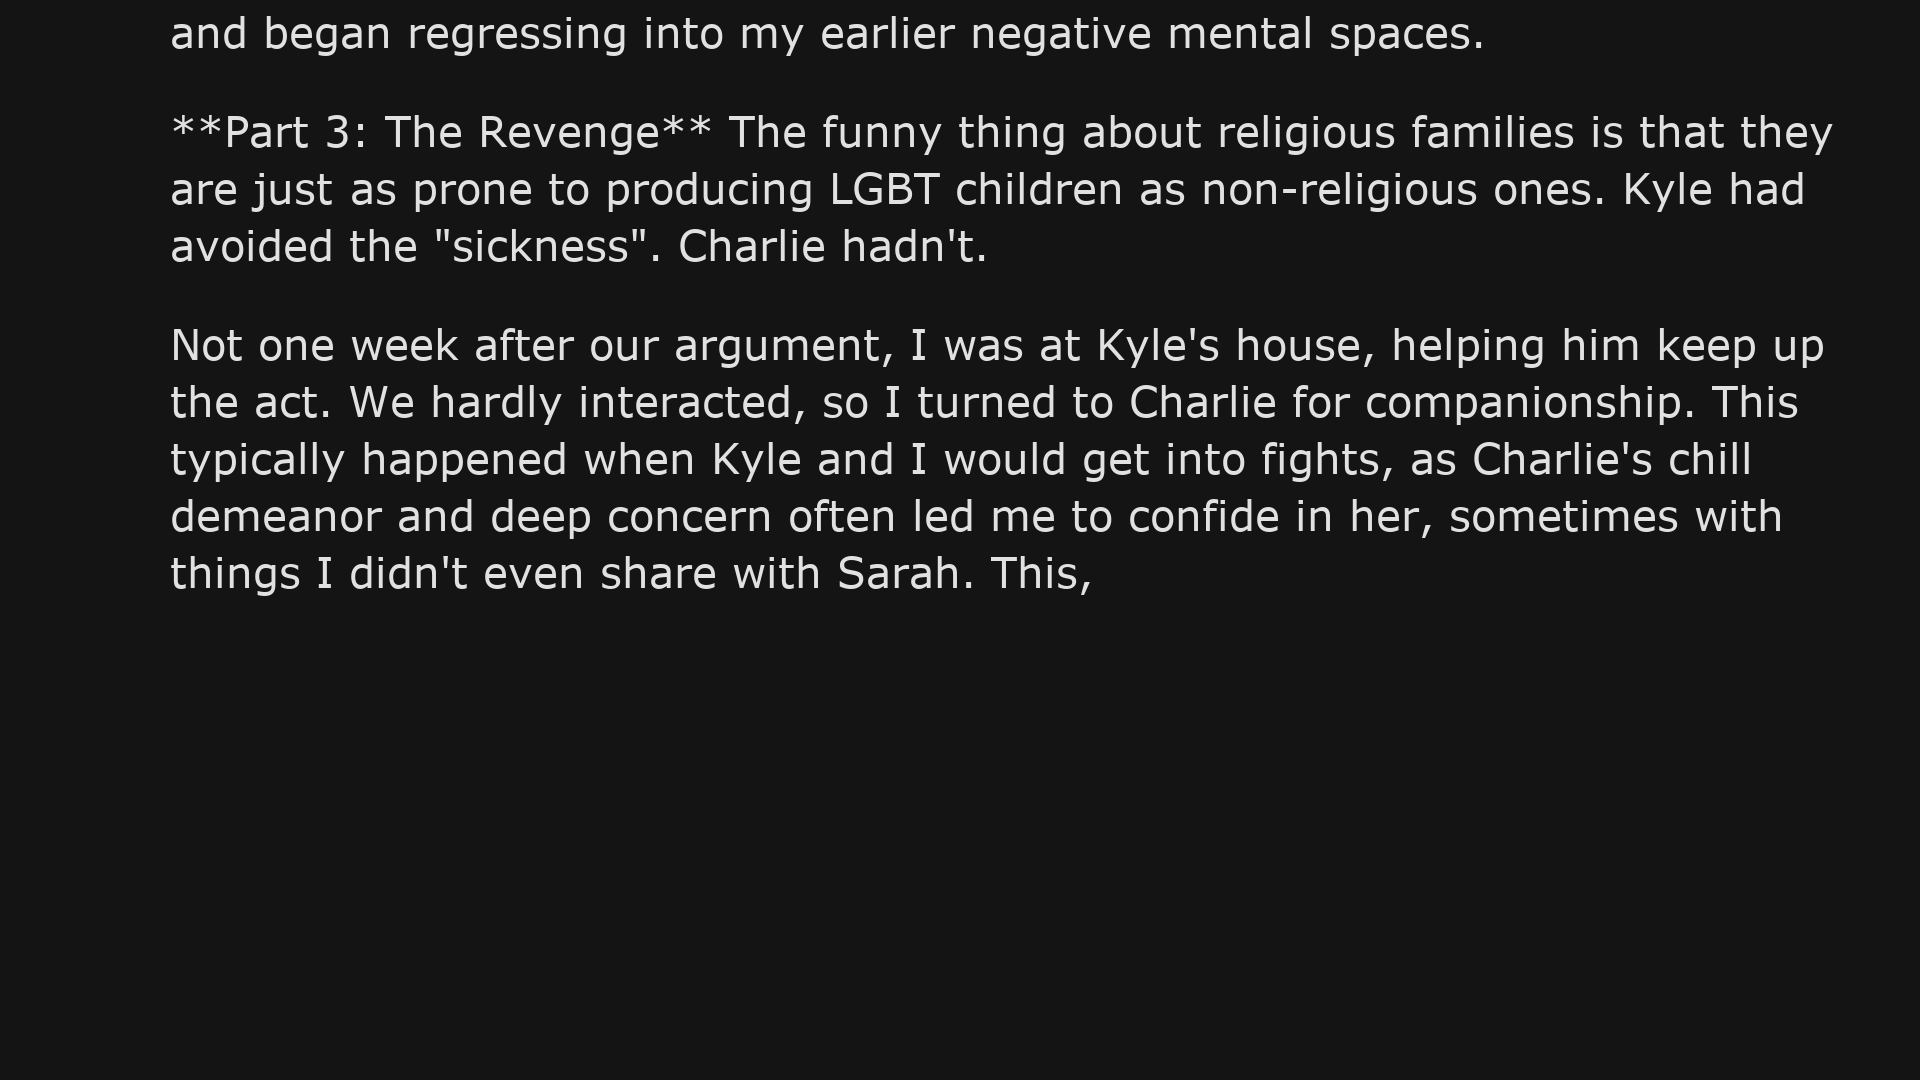 and began regressing into my earlier negative mental spaces.
**Part 3: The Revenge** The funny thing about religious families is that they
are just as prone to producing LGBT children as non-religious ones. Kyle had
avoided the "sickness". Charlie hadn't.
Not one week after our argument, I was at Kyle's house, helping him keep up
the act. We hardly interacted, so I turned to Charlie for companionship. This
typically happened when Kyle and I would get into fights, as Charlie's chill
demeanor and deep concern often led me to confide in her, sometimes with
things I didn't even share with Sarah. This,